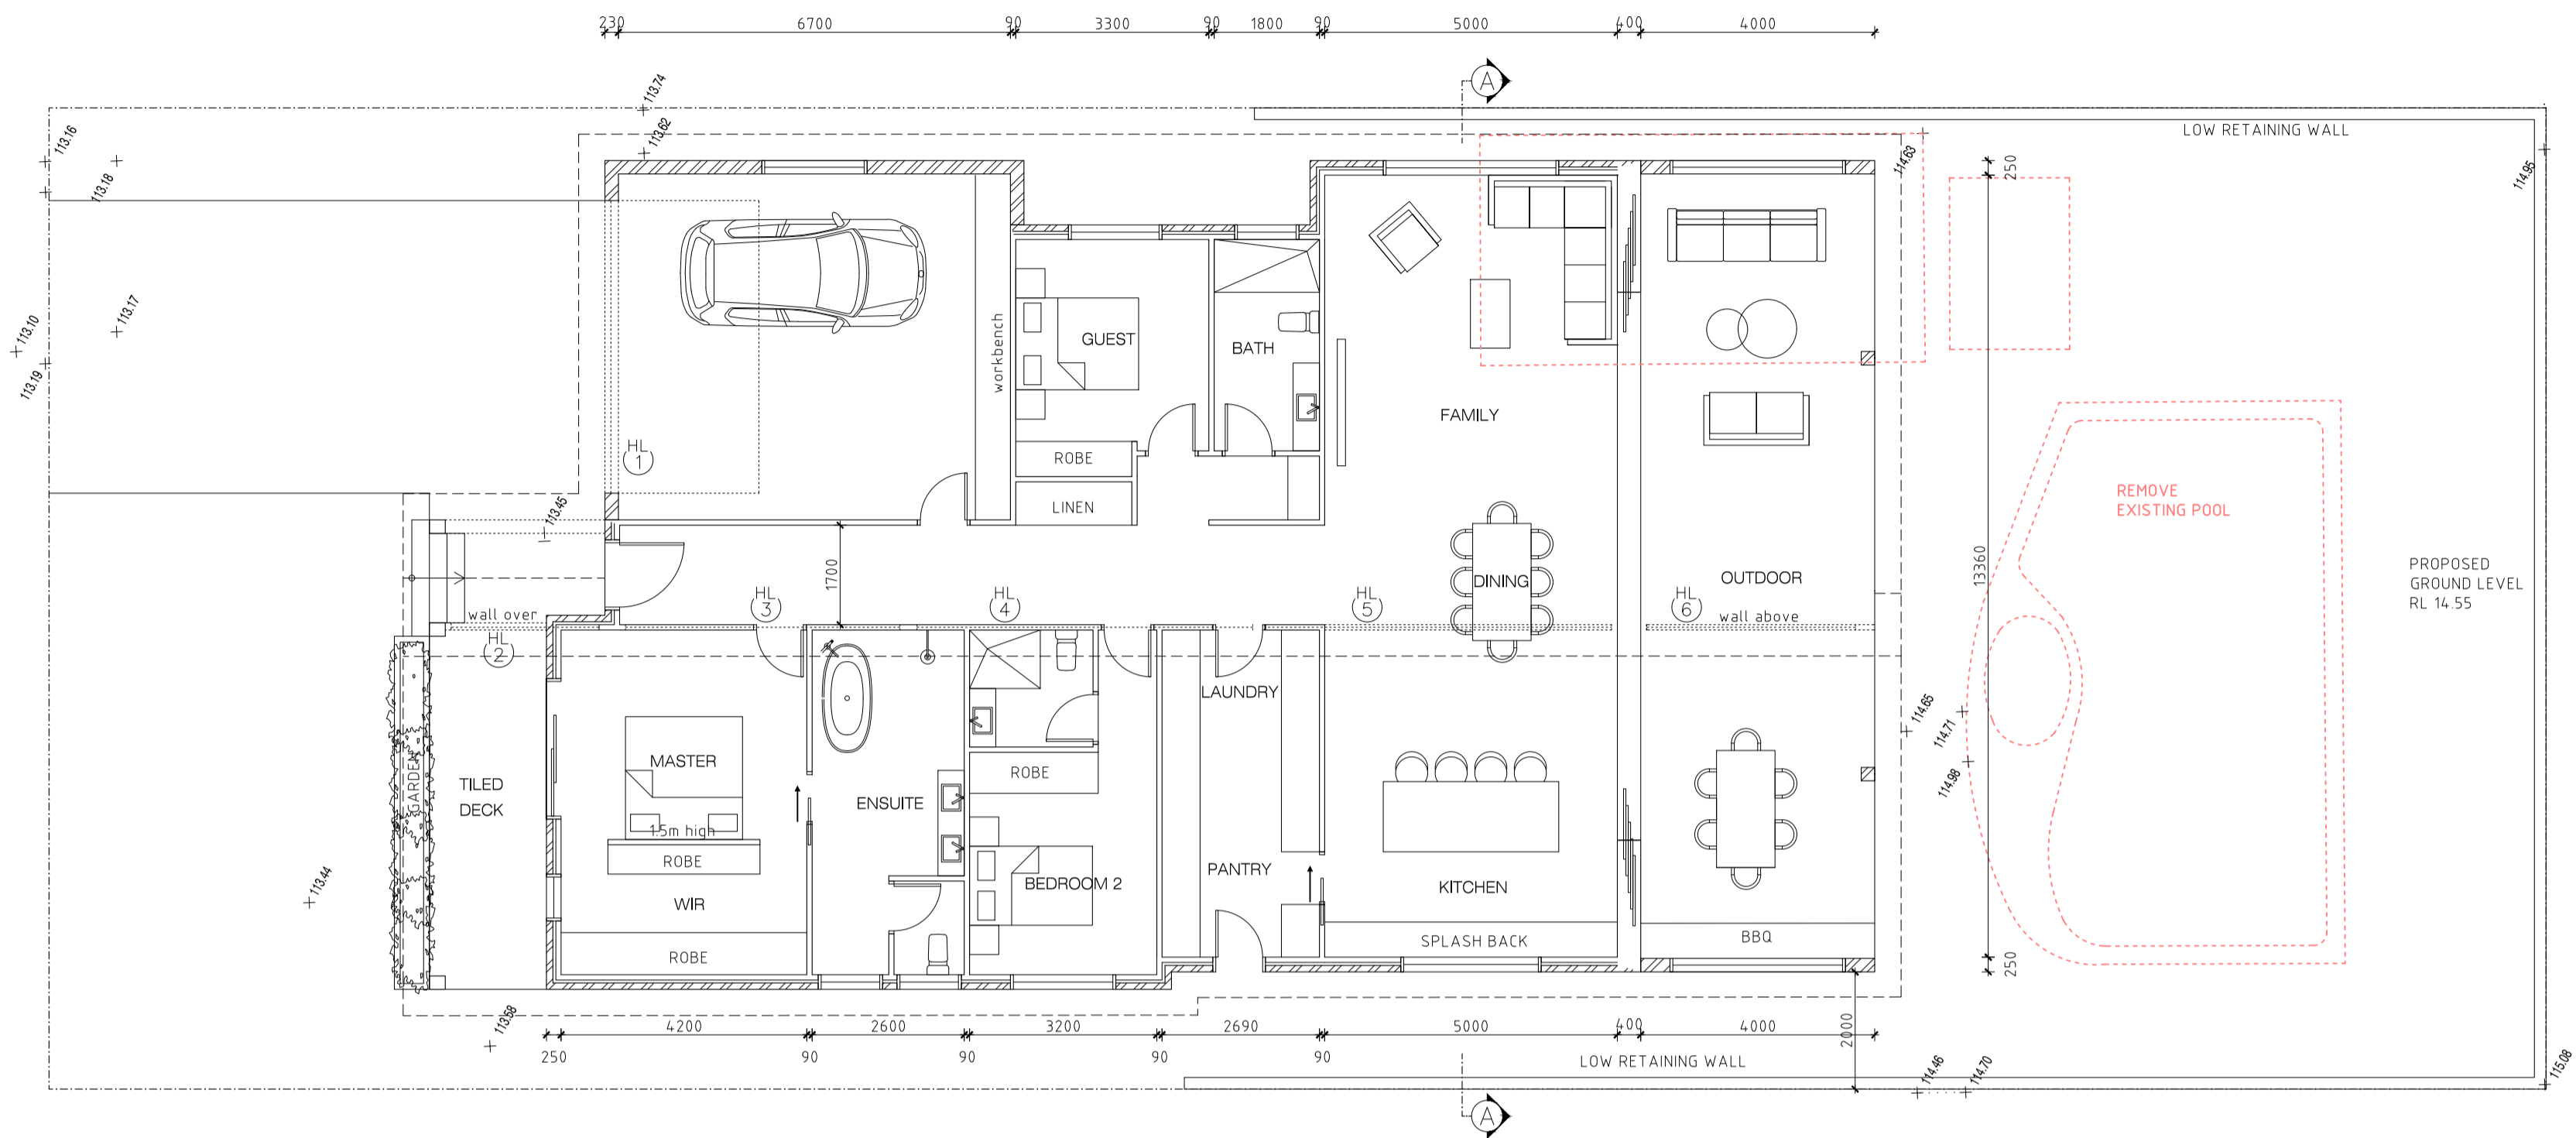 230 6700 90 3300 90 1800 90 5000 400 4000
A
113.74
113.62
113.16
113.18
113.17
113.10
113.19
LOW RETAINING WALL
114.63
114.95
250
workbench
GUEST
BATH
FAMILY
ROBE
LINEN
HL
1
113.45
1700
wall over
HL
2
HL
3
HL
4
HL
5
HL
6
DINING
OUTDOOR
wall above
13360
REMOVE
EXISTING POOL
PROPOSED
GROUND LEVEL
RL 14.55
LAUNDRY
114.65
114.71
114.98
GARDEN
TILED
DECK
MASTER
1.5m high
ROBE
WIR
ROBE
ENSUITE
ROBE
BEDROOM 2
PANTRY
KITCHEN
SPLASH BACK
BBQ
250
113.44
113.68
4200 2600 3200 2690 5000 400 4000
250 90 90 90 90
2000
LOW RETAINING WALL
114.46
114.70
115.08
A